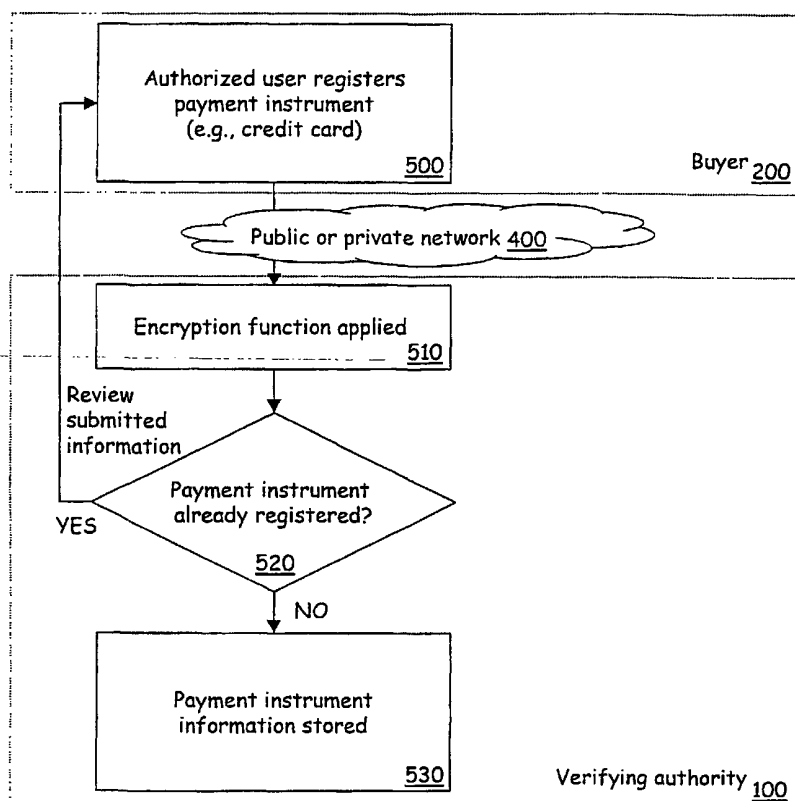 Authorized user registers
payment instrument
(e.g., credit card)
500
Buyer 200
Public or private network 400
Encryption function applied
510
Review
submitted
information
Payment instrument
already registered?
520
YES
NO
Payment instrument
information stored
530
Verifying authority 100